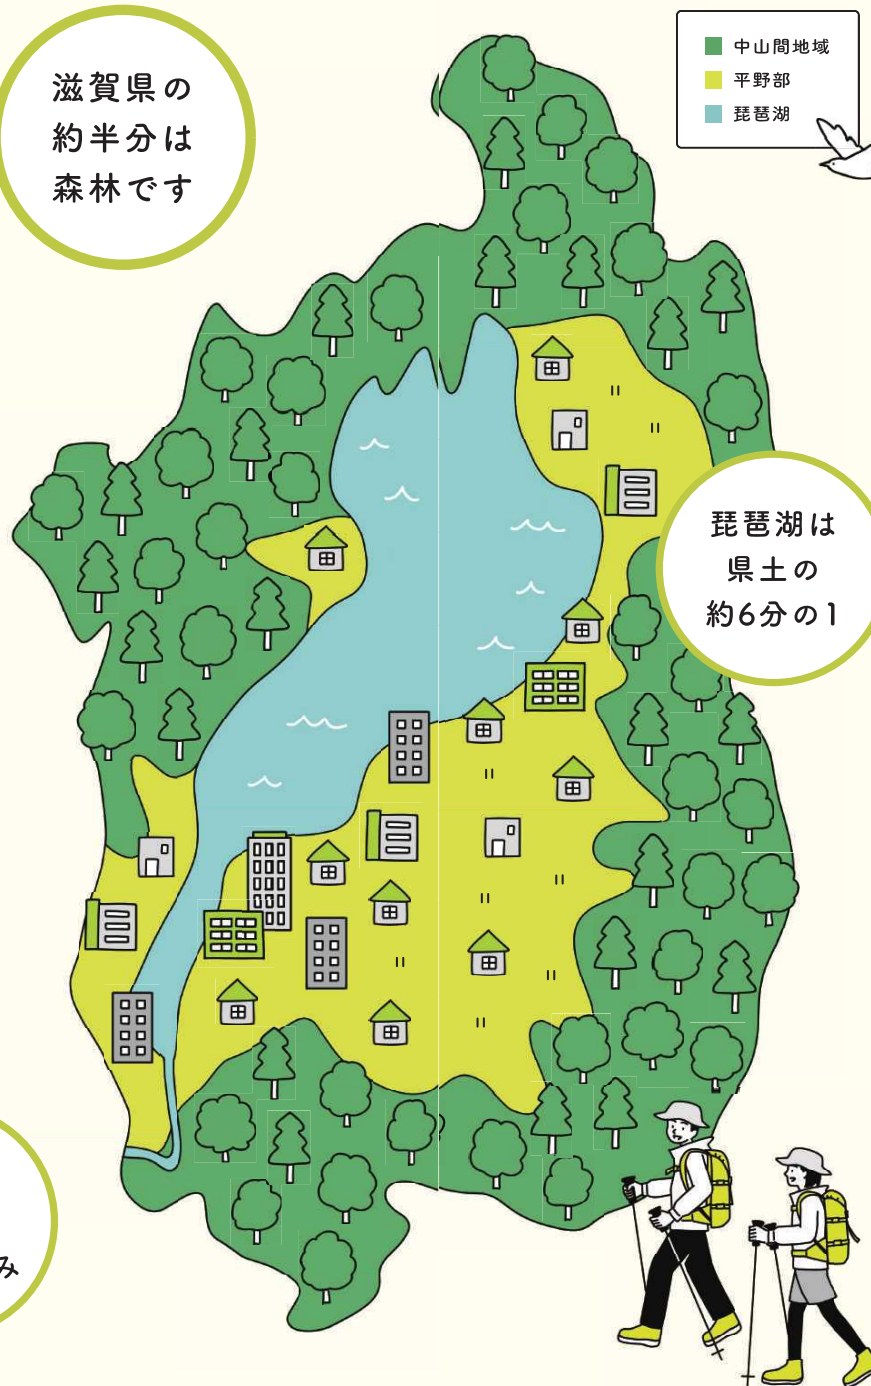 滋賀県の
約半分は
森林です
中山間地域
平野部
琵琶湖
琵琶湖は
県土の
約6分の1
み